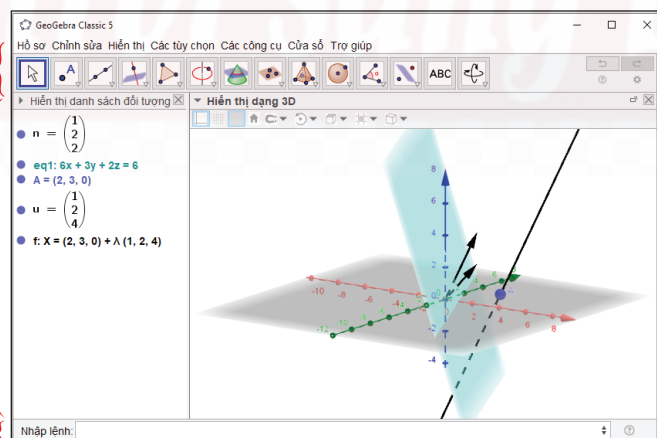 GeoGebra Classic 5
Hồ sơ Chỉnh sửa Hiển thị Các tùy chọn Các công cụ Cửa sổ Trợ giúp
A
ABC
Hiển thị danh sách đối tượng
Hiển thị dạng 3D
n = (1 2 2)
eq1: 6x + 3y + 2z = 6
A = (2, 3, 0)
u = (1 2 4)
f: X = (2, 3, 0) + λ (1, 2, 4)
8
6
4
2
0
-2
-4
-10 -8 -6 -4 2 4 6 8
-12
Nhập lệnh: